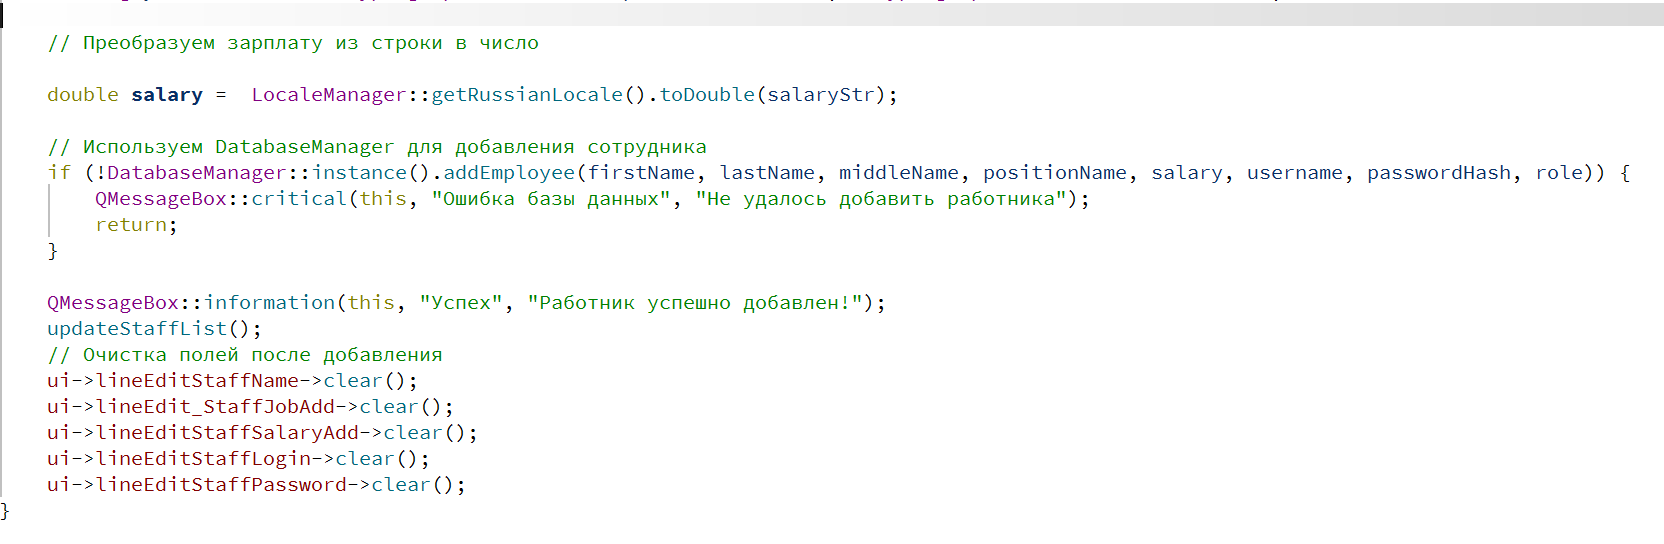 // Преобразуем зарплату из строки в число
double salary =  LocaleManager::getRussianLocale().toDouble(salaryStr);
// Используем DatabaseManager для добавления сотрудника
if (!DatabaseManager::instance().addEmployee(firstName, lastName, middleName, positionName, salary, username, passwordHash, role)) {
QMessageBox::critical(this, "Ошибка базы данных", "Не удалось добавить работника");
return;
}
QMessageBox::information(this, "Успех", "Работник успешно добавлен!");
updateStaffList();
// Очистка полей после добавления
ui->lineEditStaffName->clear();
ui->lineEdit_StaffJobAdd->clear();
ui->lineEditStaffSalaryAdd->clear();
ui->lineEditStaffLogin->clear();
ui->lineEditStaffPassword->clear();
}